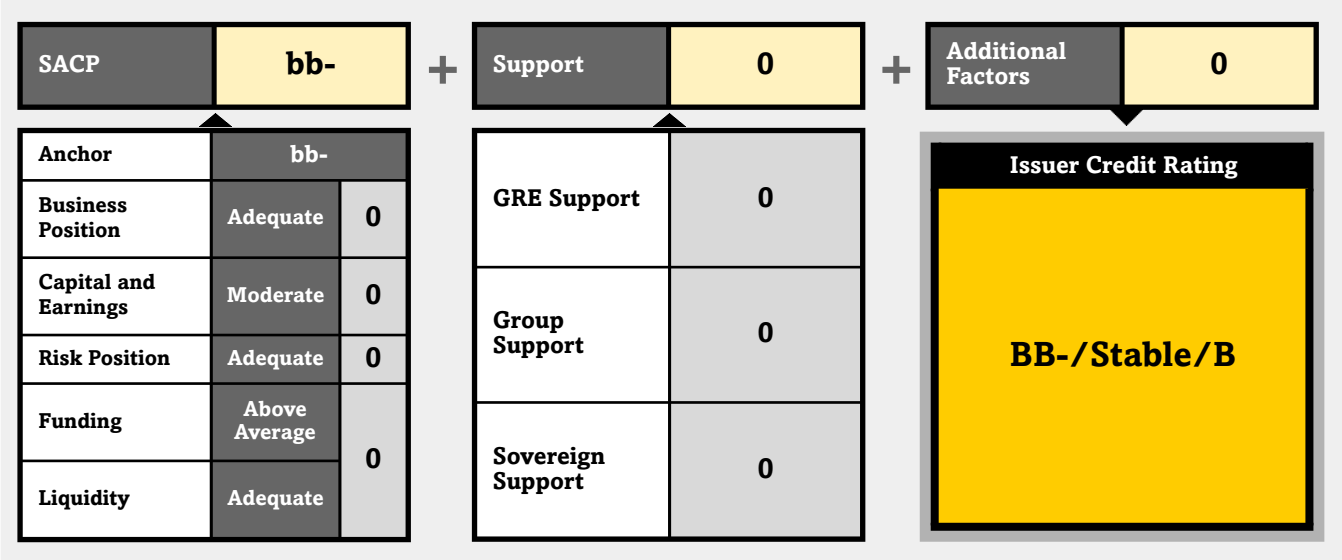 SACP
bb-
+
Support
0
+
Additional
Factors
0
Anchor
bb-
Business
Position
Adequate
0
Capital and
Earnings
Moderate
0
Risk Position
Adequate
0
Funding
Above
Average
0
Liquidity
Adequate
GRE Support
0
Group
Support
0
Sovereign
Support
0
Issuer Credit Rating
BB-/Stable/B